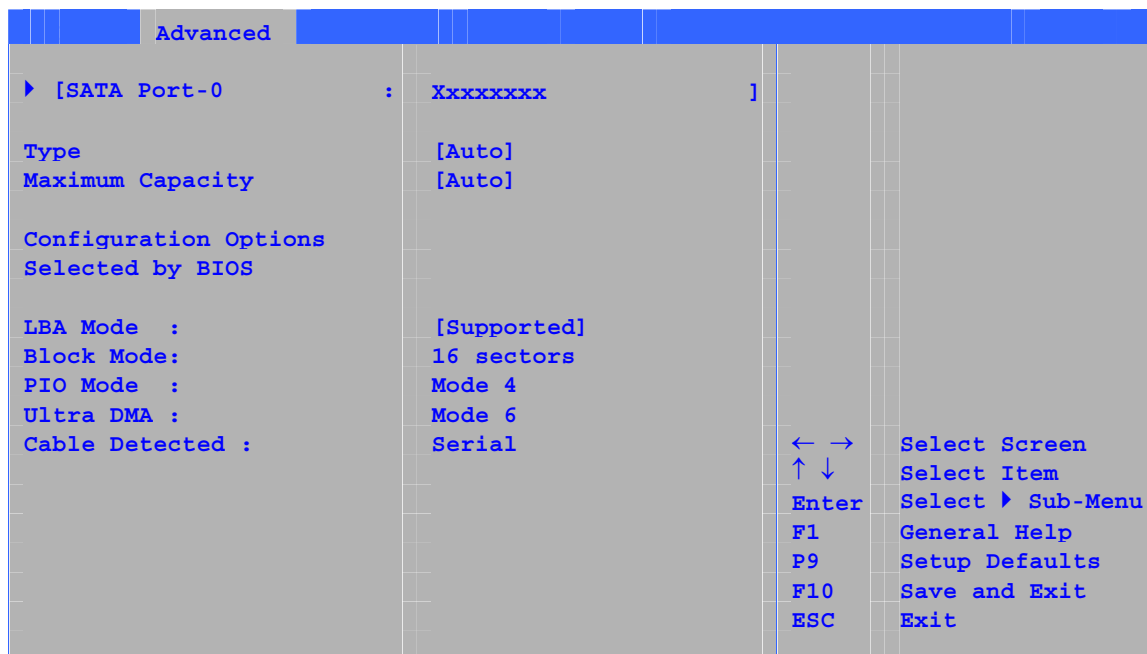 Advanced
▶ [SATA Port-0 : Xxxxxxxx ]
Type [Auto]
Maximum Capacity [Auto]
Configuration Options
Selected by BIOS
LBA Mode : [Supported]
Block Mode: 16 sectors
PIO Mode : Mode 4
Ultra DMA : Mode 6
Cable Detected : Serial
← → Select Screen
↑ ↓ Select Item
Enter Select ▶ Sub-Menu
F1 General Help
P9 Setup Defaults
F10 Save and Exit
ESC Exit